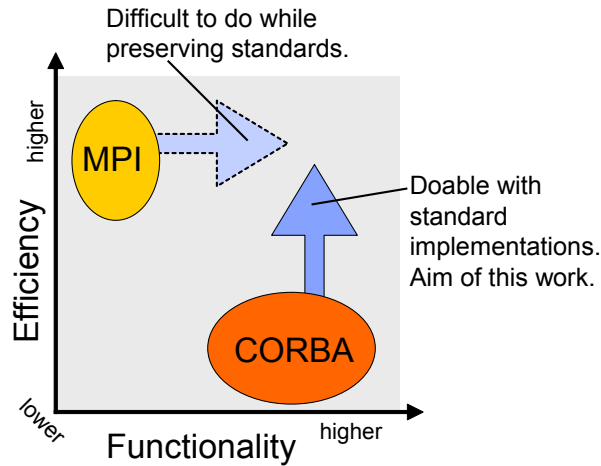 Difficult to do while
preserving standards.
higher
MPI
Efficiency
Doable with
standard
implementations.
Aim of this work.
CORBA
lower
Functionality
higher